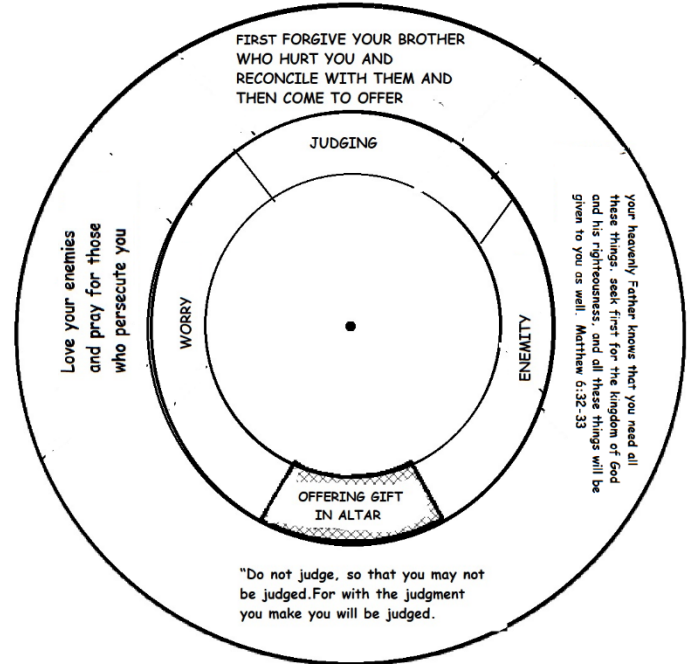 FIRST FORGIVE YOUR BROTHER
WHO HURT YOU AND
RECONCILE WITH THEM AND
THEN COME TO OFFER
JUDGING
Love your enemies
and pray for those
who persecute you
WORRY
ENEMITY
your heavenly Father knows that you need all
these things. seek first for the kingdom of God
and his righteousness, and all these things will be
given to you as well. Matthew 6:32-33
OFFERING GIFT
IN ALTAR
"Do not judge, so that you may not
be judged.For with the judgment
you make you will be judged.